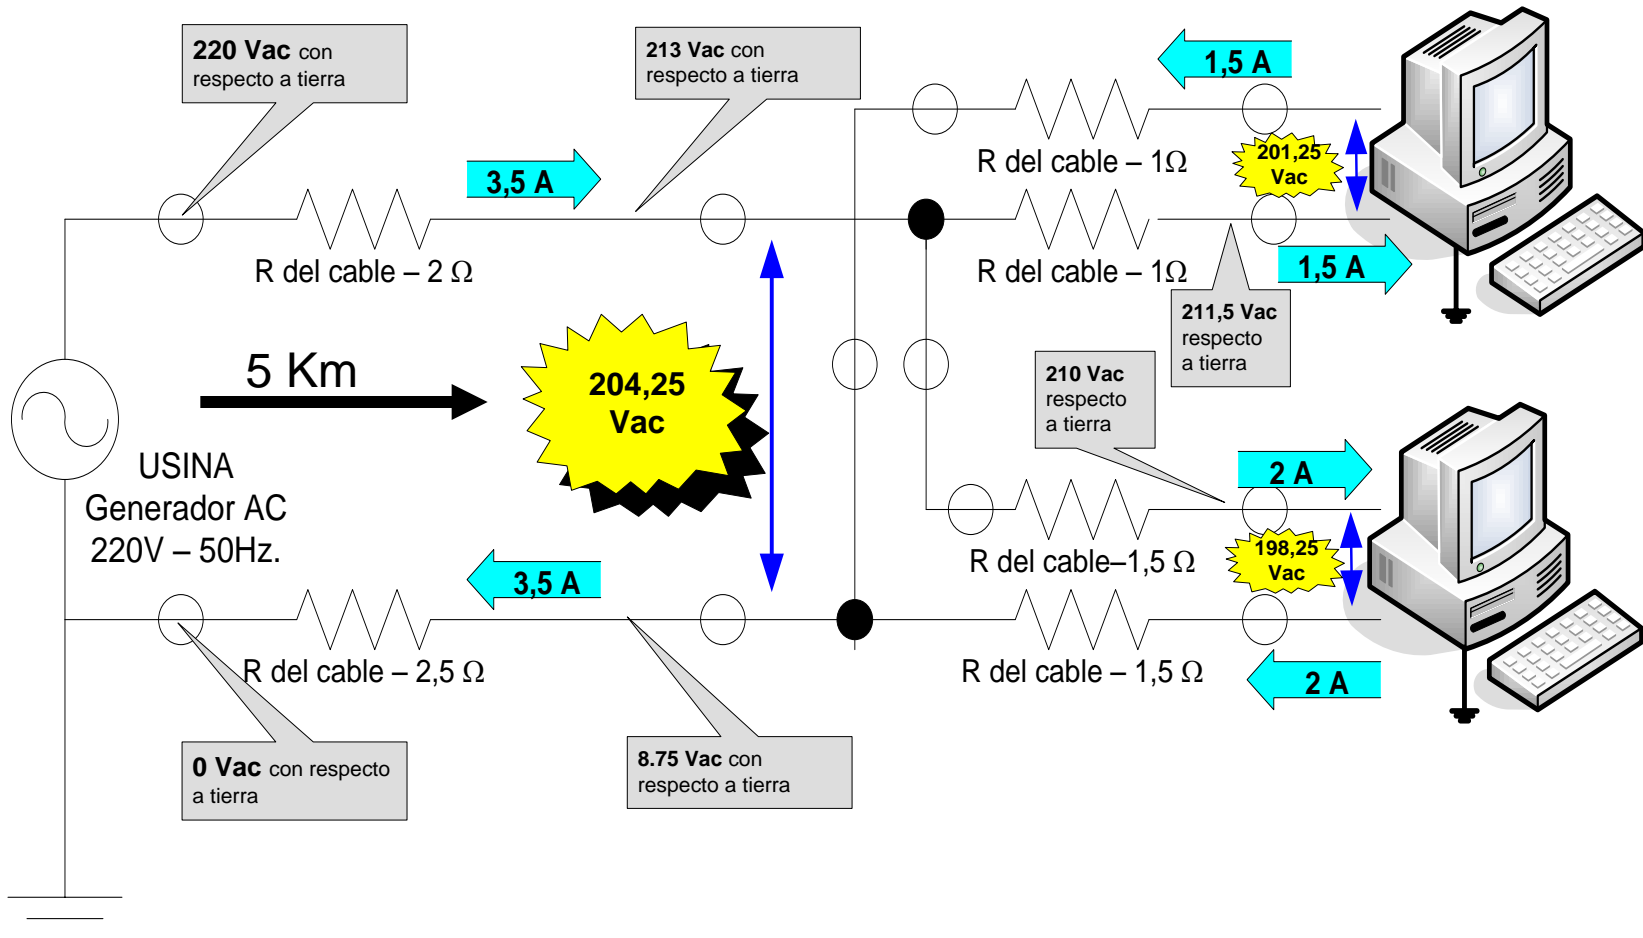 220 Vac con
respecto a tierra
213 Vac con
respecto a tierra
1,5 A
R del cable – 1Ω
201,25
Vac
3,5 A
R del cable – 2 Ω
R del cable – 1Ω
1,5 A
211,5 Vac
respecto
a tierra
5 Km
204,25
Vac
210 Vac
respecto
a tierra
USINA
Generador AC
220V – 50Hz.
2 A
R del cable–1,5 Ω
198,25
Vac
3,5 A
R del cable – 2,5 Ω
R del cable – 1,5 Ω
2 A
0 Vac con respecto
a tierra
8.75 Vac con
respecto a tierra